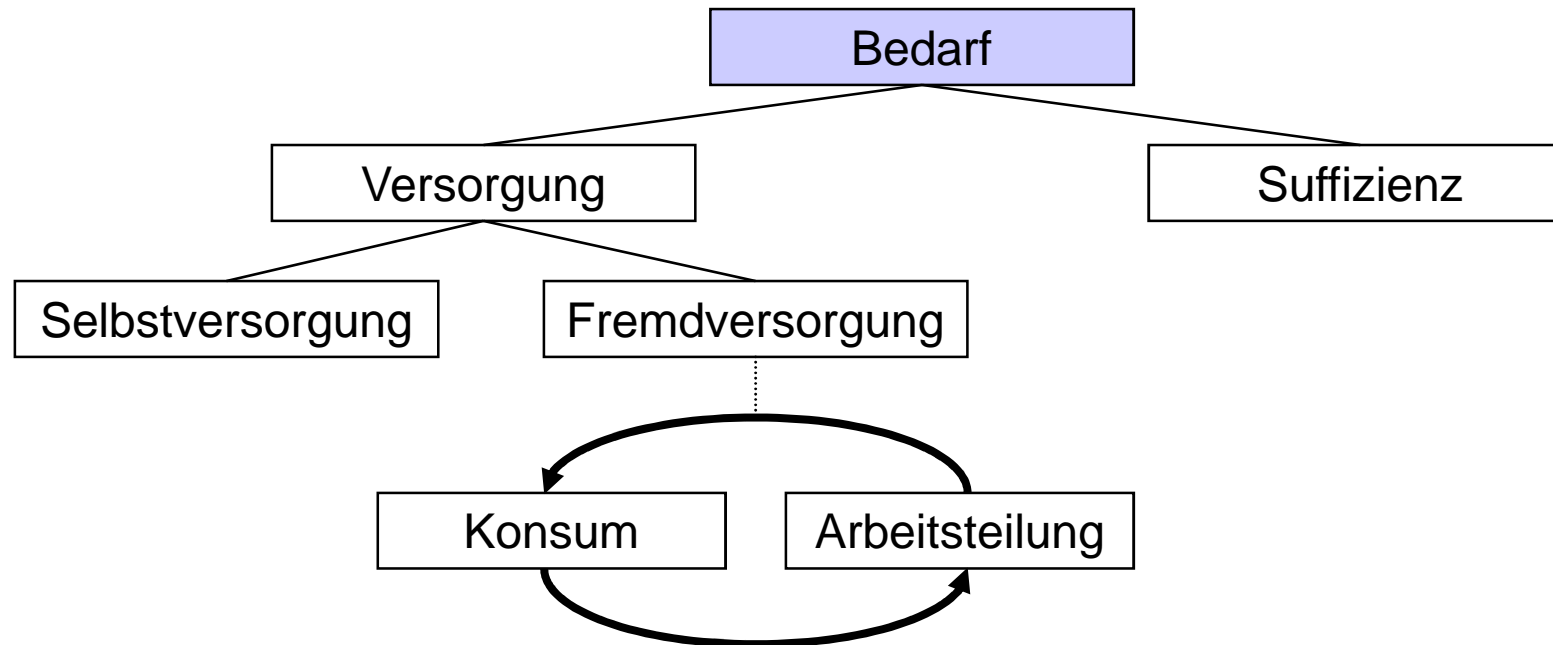 Bedarf
Versorgung
Suffizienz
Selbstversorgung
Fremdversorgung
Konsum
Arbeitsteilung